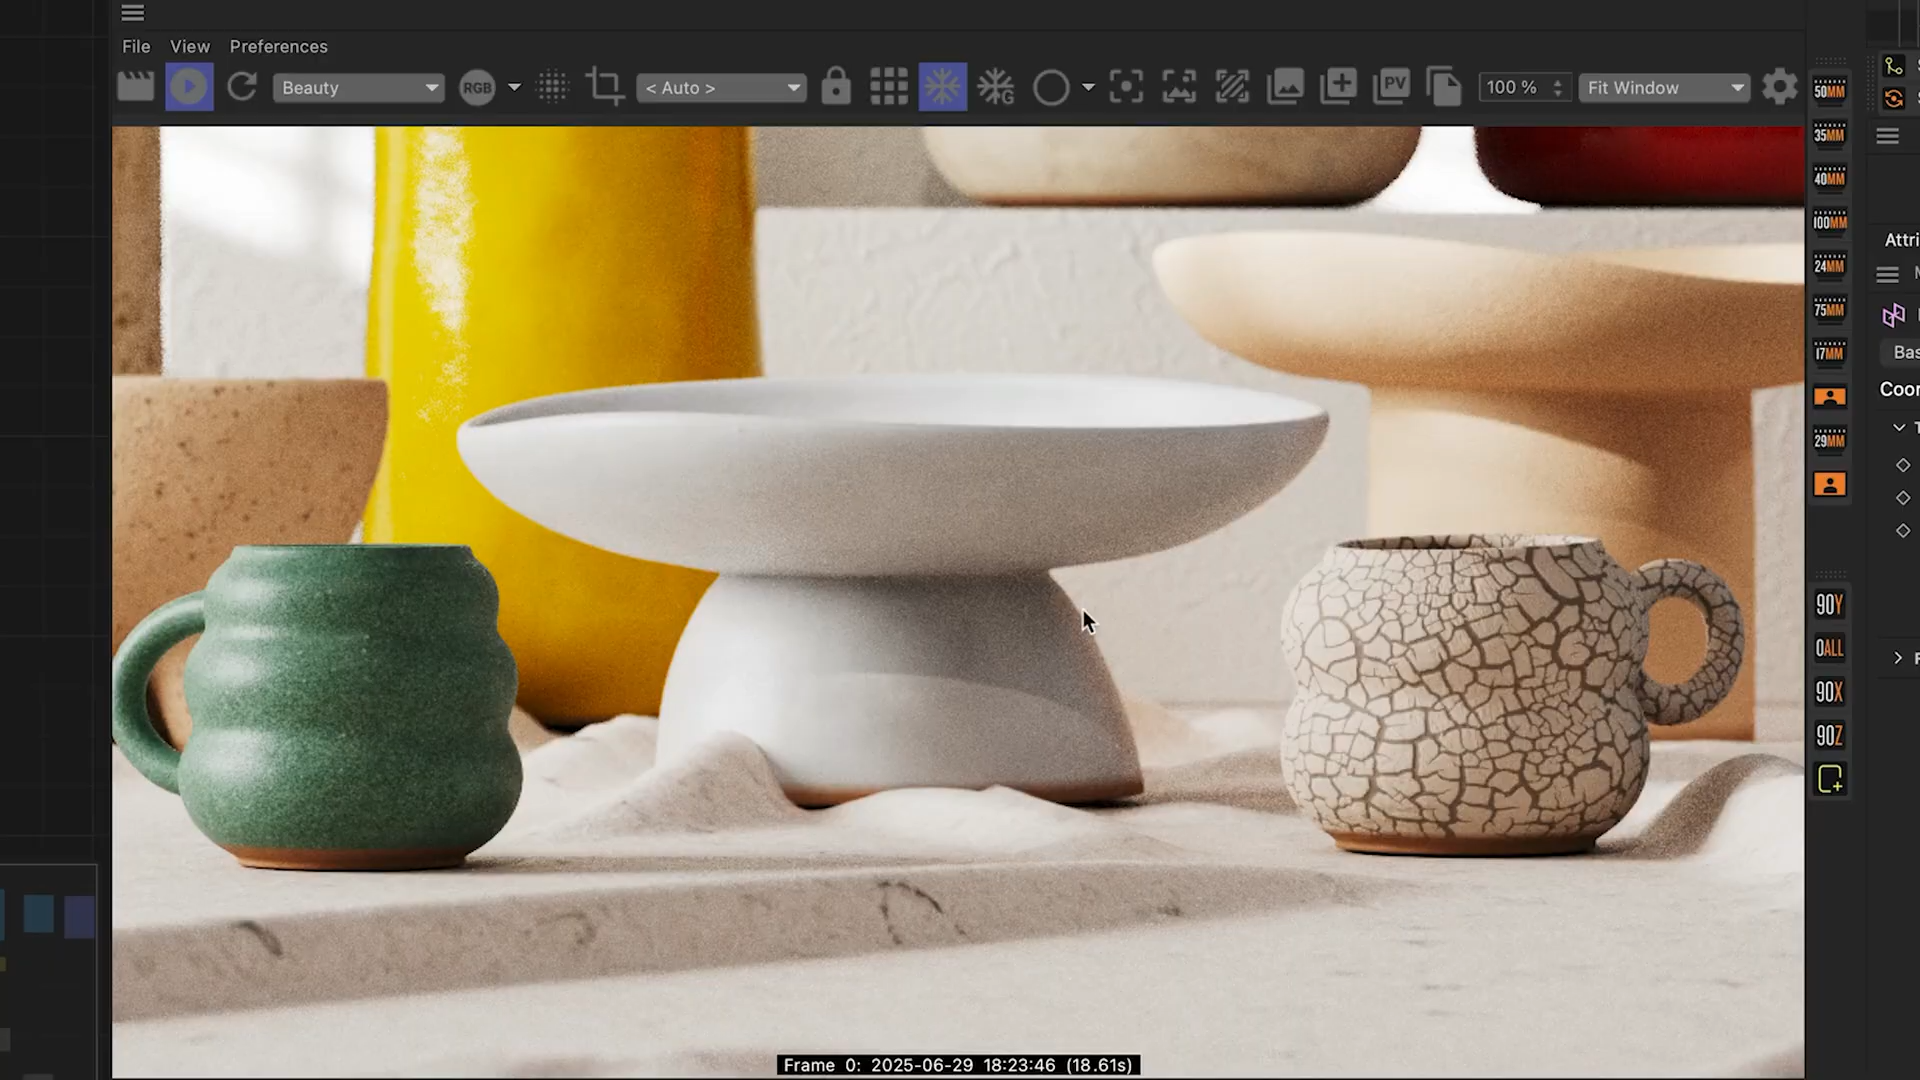 File View Preferences
Beauty RGB < Auto > G PV 100 % Fit Window
50MM
35MM
40MM
100MM
24MM
75MM
17MM
29MM
90Y
0ALL
90X
90Z
Attri
Bas
Coor
Frame 0: 2025-06-29 18:23:46 (18.61s)